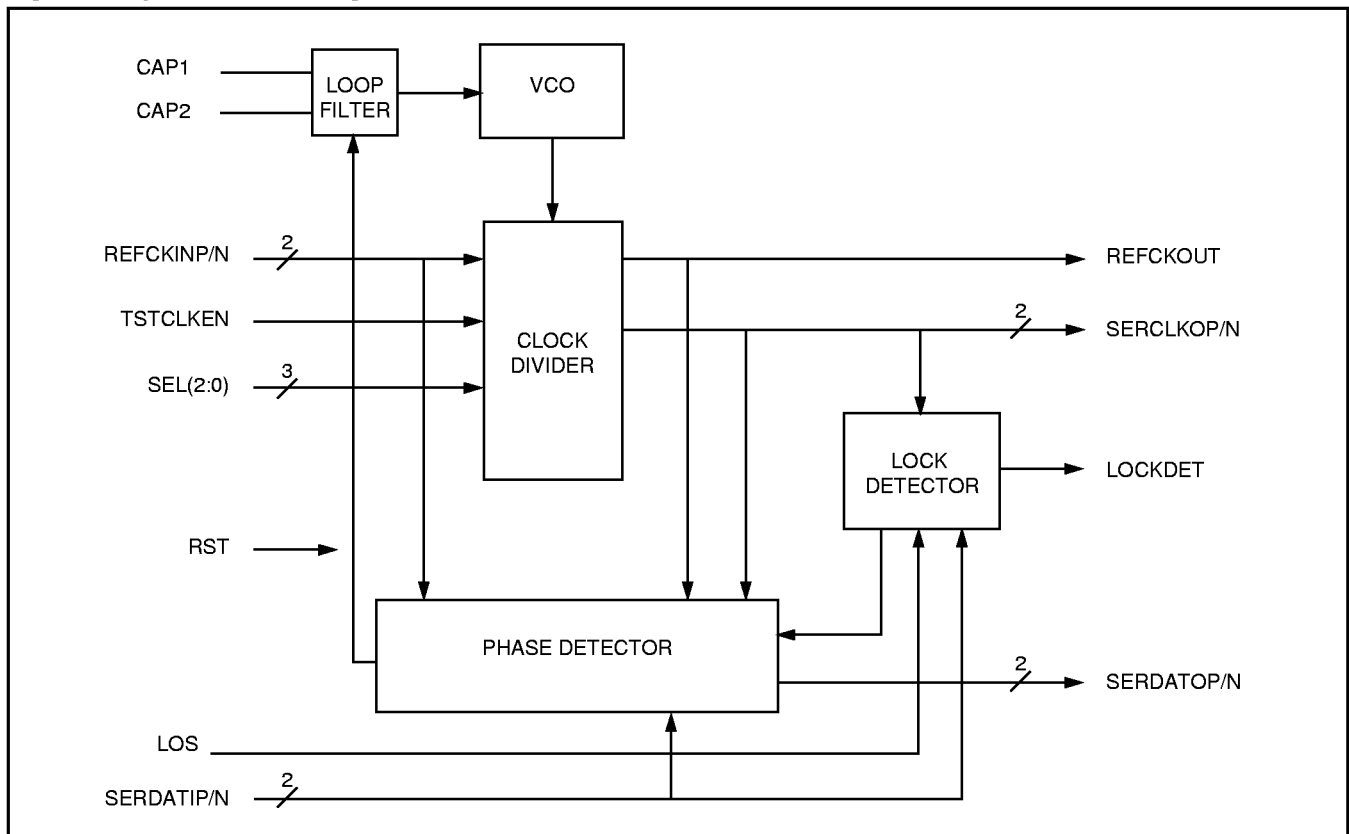 CAP1
CAP2
LOOP
FILTER
VCO
REFCKINP/N
2
TSTCLKEN
SEL(2:0)
3
CLOCK
DIVIDER
REFCKOUT
2
SERCLKOP/N
LOCK
DETECTOR
LOCKDET
RST
PHASE DETECTOR
2
SERDATOP/N
LOS
SERDATIP/N
2